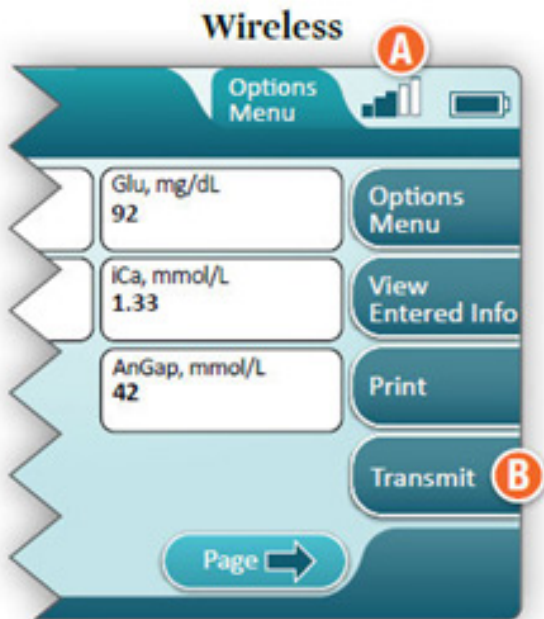 Wireless
A
Options
Menu
Glu, mg/dL
92
Options
Menu
iCa, mmol/L
1.33
View
Entered Info
AnGap, mmol/L
42
Print
Transmit
B
Page